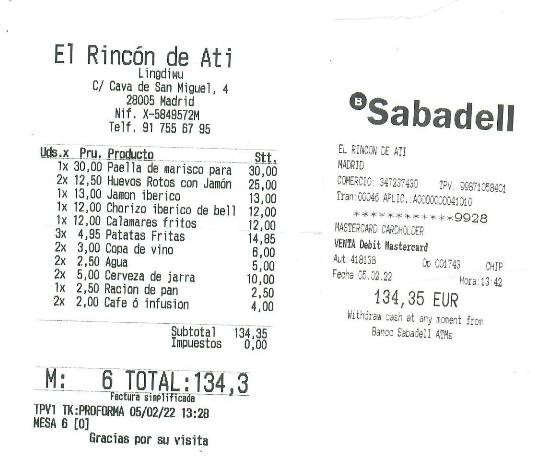 El Rincón de Ati
Lingdiwu
C/ Cava de San Miguel, 4
28005 Madrid
Nif. X-5849572M
Telf. 91 755 67 95
Uds.x Pru. Producto Stt.
1x 30,00 Paella de marisco para 30,00
2x 12,50 Huevos Rotos con Jamón 25,00
1x 13,00 Jamon iberico 13,00
1x 12,00 Chorizo iberico de bell 12,00
1x 12,00 Calamares fritos 12,00
3x 4,95 Patatas Fritas 14,85
2x 3,00 Copa de vino 6,00
2x 2,50 Agua 5,00
2x 5,00 Cerveza de jarra 10,00
1x 2,50 Racion de pan 2,50
2x 2,00 Cafe ó infusion 4,00
Subtotal 134,35
Impuestos 0,00
M: 6 TOTAL:134,3
Factura simplificada
TPV1 TK:PROFORMA 05/02/22 13:28
MESA 6 [0]
Gracias por su visita
B Sabadell
EL RINCON DE ATI
MADRID
COMERCIO: 347237430 TPV: 99871058401
Tran:00046 APLIC.:A0000000041010
************9928
MASTERCARD CARDHOLDER
VENTA Debit Mastercard
Aut 418138 Op C01743 CHIP
Fecha 05.02.22 Hora:13:42
134,35 EUR
Withdraw cash at any moment from
Banco Sabadell ATMs